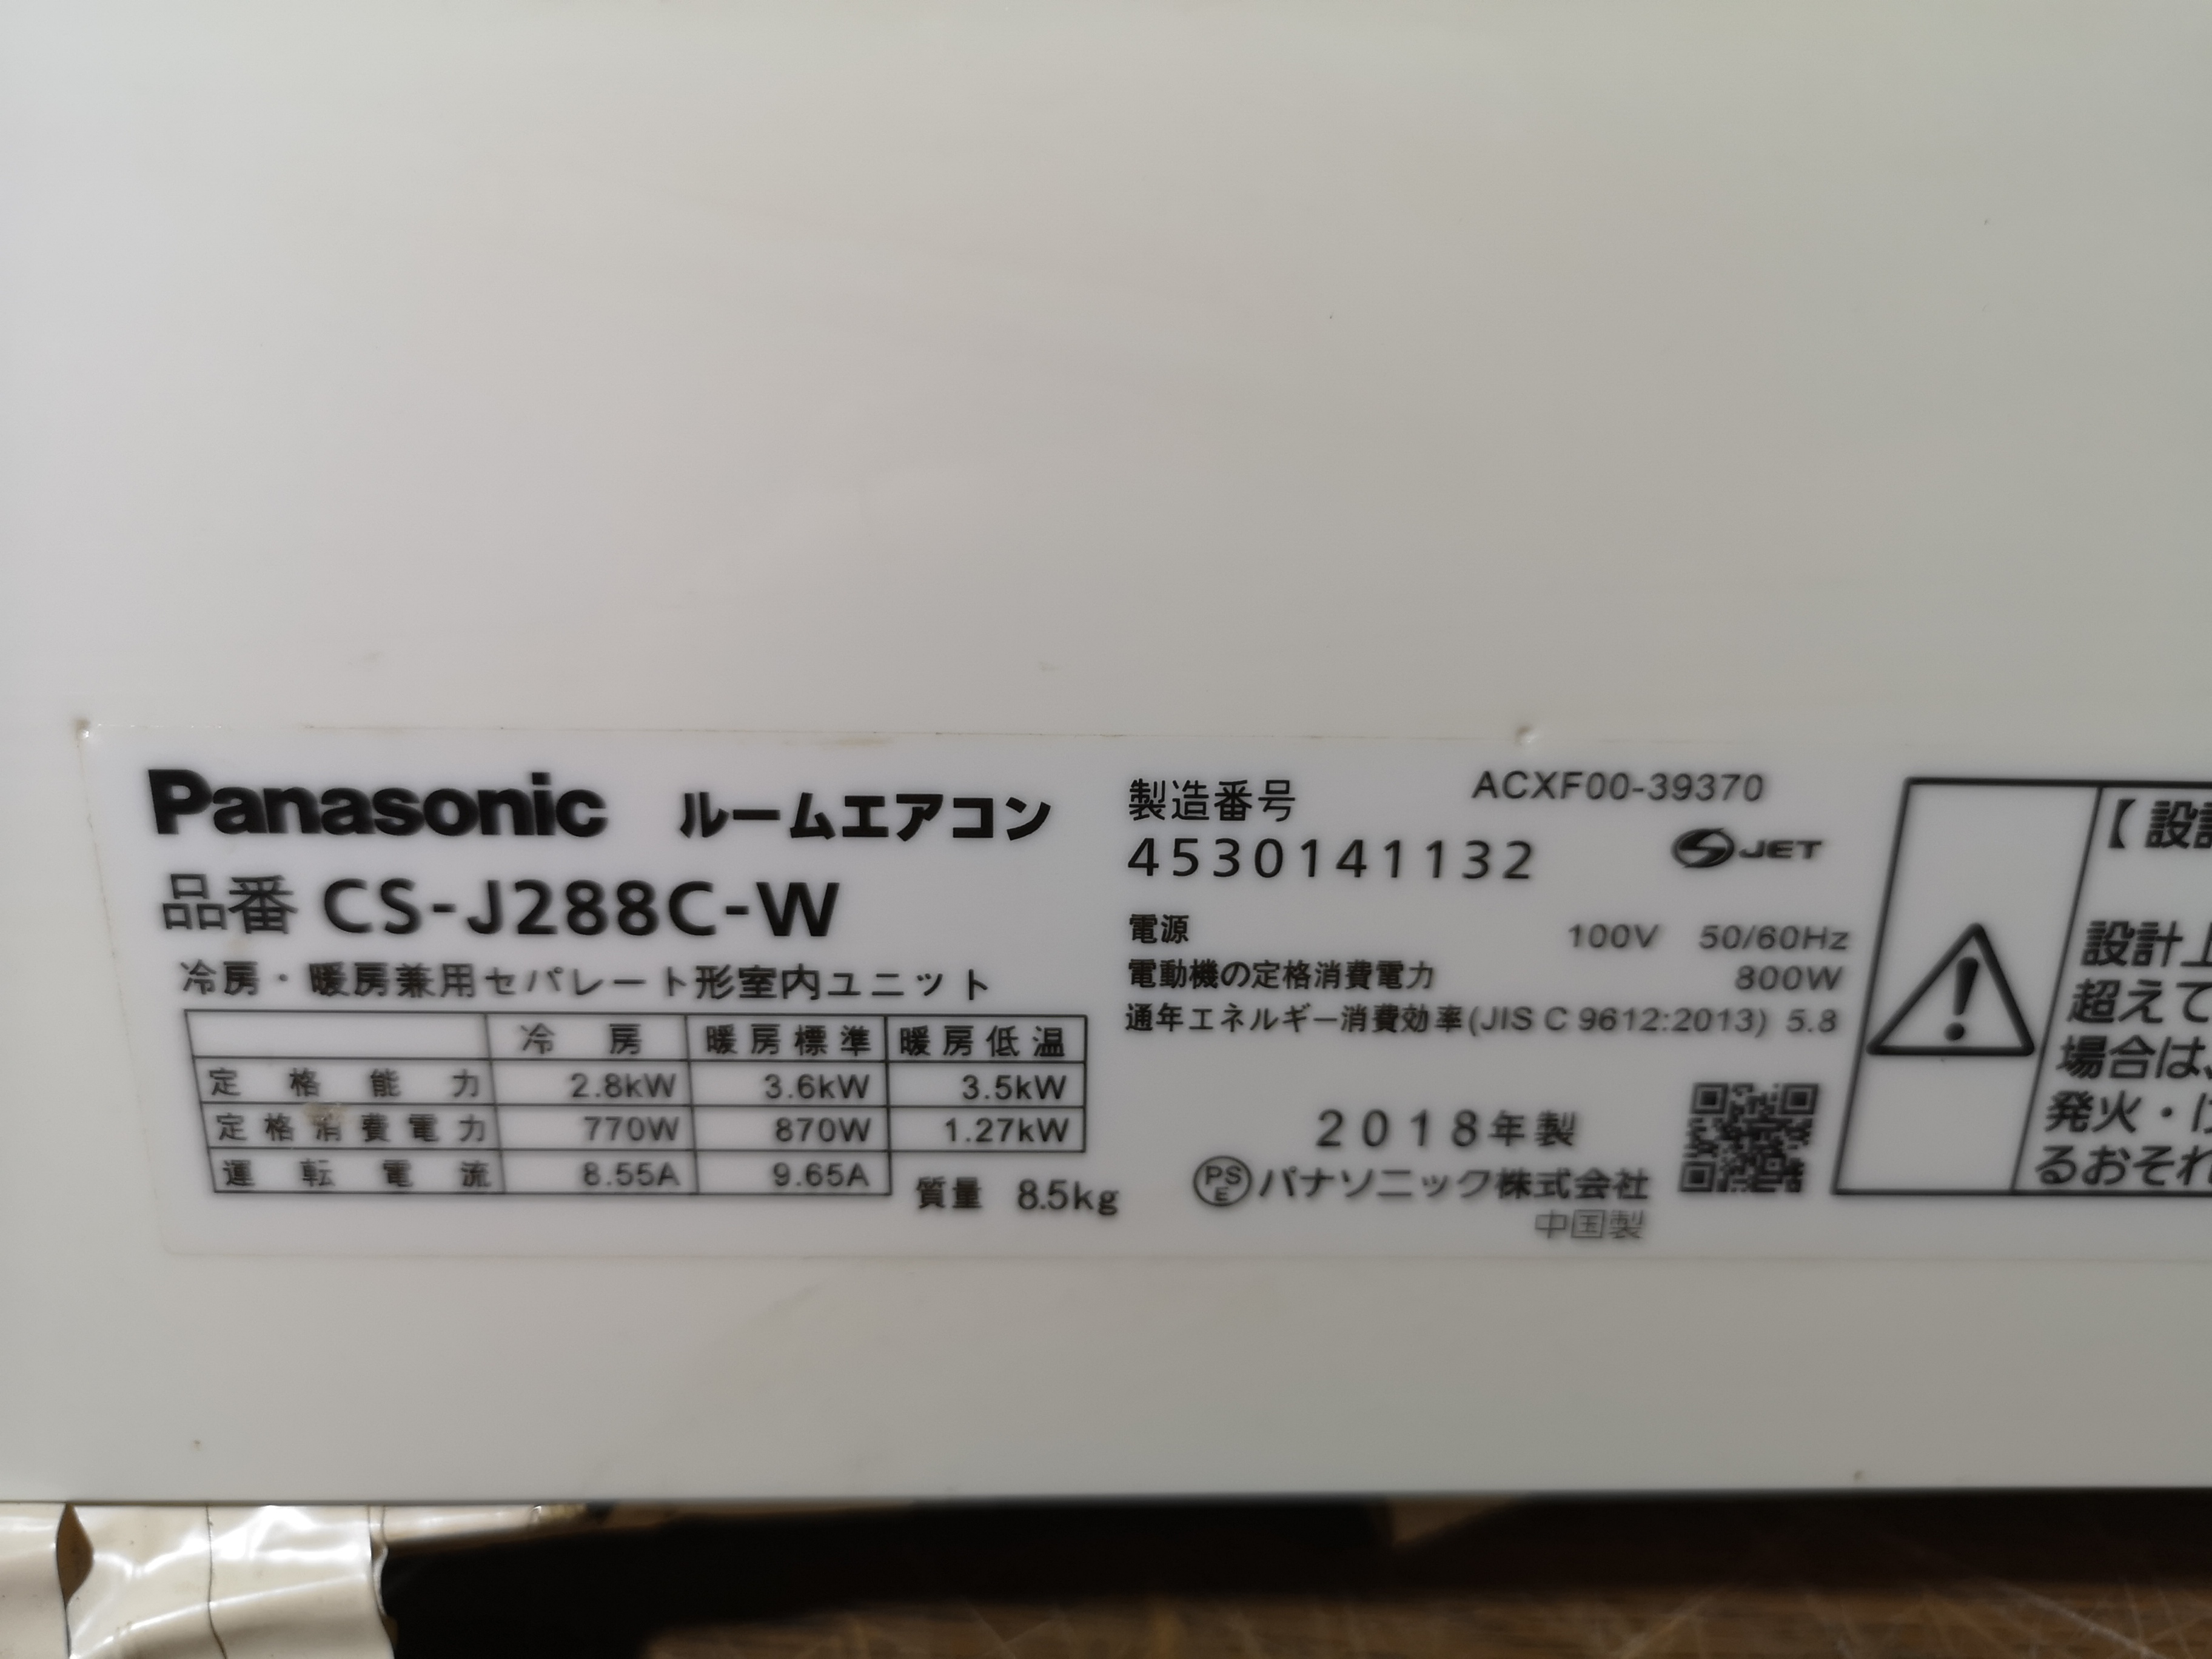 Panasonic ルームエアコン
品番 CS-J288C-W
冷房・暖房兼用セパレート形室内ユニット
冷房 暖房標準 暖房低温
定格能力 2.8kW 3.6kW 3.5kW
定格消費電力 770W 870W 1.27kW
運転電流 8.55A 9.65A
質量 8.5kg
製造番号 ACXF00-39370
4530141132 JET
電源 100V 50/60Hz
電動機の定格消費電力 800W
通年エネルギー消費効率(JIS C 9612:2013) 5.8
2018年製
PSE パナソニック株式会社
中国製
【設計
設計上
超えて
場合は、
発火・け
るおそれ